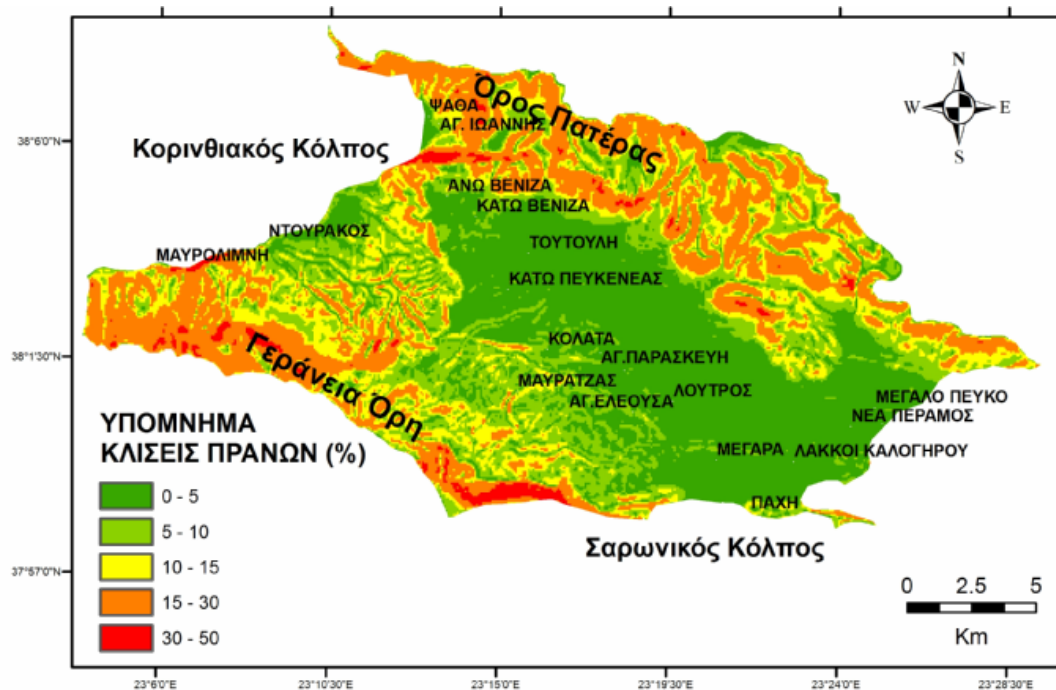 N
W E
S
Όρος Πατέρας
ΨΑΘΑ
ΑΓ. ΙΩΑΝΝΗΣ
38°6'0"N
Κορινθιακός Κόλπος
ΑΝΩ ΒΕΝΙΖΑ
ΚΑΤΩ ΒΕΝΙΖΑ
ΝΤΟΥΡΑΚΟΣ
ΤΟΥΤΟΥΛΗ
ΜΑΥΡΟΛΙΜΝΗ
ΚΑΤΩ ΠΕΥΚΕΝΕΑΣ
ΚΟΛΑΤΑ
38°1'30"N
ΑΓ.ΠΑΡΑΣΚΕΥΗ
Γεράνεια Όρη
ΜΑΥΡΑΤΖΑΣ
ΛΟΥΤΡΟΣ
ΑΓ.ΕΛΕΟΥΣΑ
ΜΕΓΑΛΟ ΠΕΥΚΟ
ΝΕΑ ΠΕΡΑΜΟΣ
ΜΕΓΑΡΑ
ΛΑΚΚΟΙ ΚΑΛΟΓΗΡΟΥ
ΠΑΧΗ
Σαρωνικός Κόλπος
ΥΠΟΜΝΗΜΑ
ΚΛΙΣΕΙΣ ΠΡΑΝΩΝ (%)
0 - 5
5 - 10
10 - 15
15 - 30
30 - 50
37°57'0"N
0 2.5 5
Km
23°6'0"E 23°10'30"E 23°15'0"E 23°19'30"E 23°24'0"E 23°28'30"E